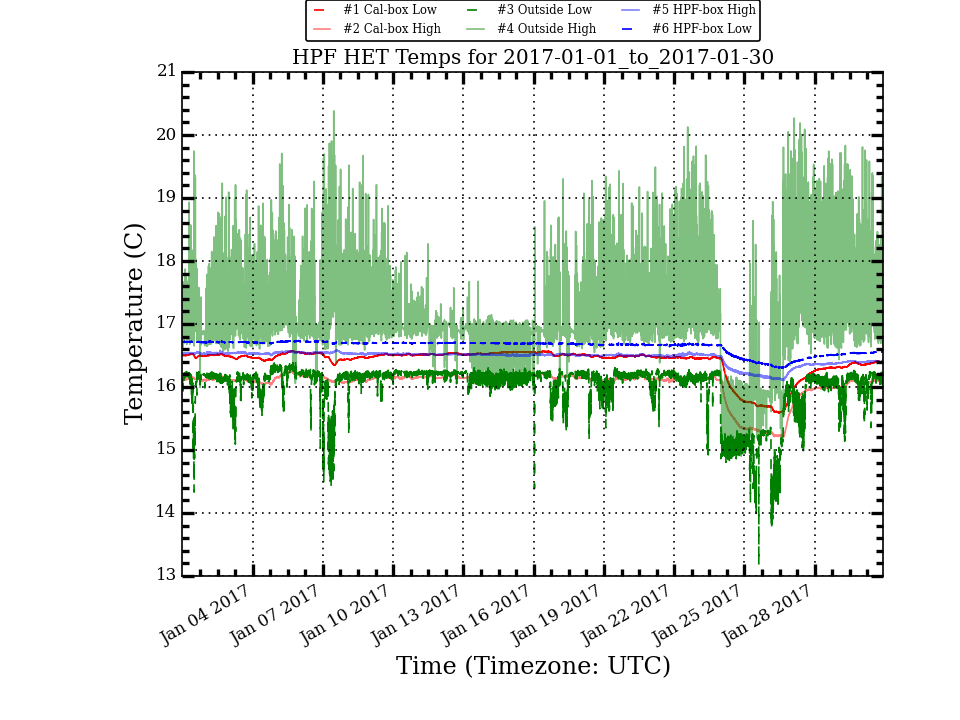 #1 Cal-box Low #3 Outside Low #5 HPF-box High
#2 Cal-box High #4 Outside High #6 HPF-box Low
HPF HET Temps for 2017-01-01_to_2017-01-30
21
20
19
18
17
16
15
14
13
Temperature (C)
Jan 04 2017 Jan 07 2017 Jan 10 2017 Jan 13 2017 Jan 16 2017 Jan 19 2017 Jan 22 2017 Jan 25 2017 Jan 28 2017
Time (Timezone: UTC)